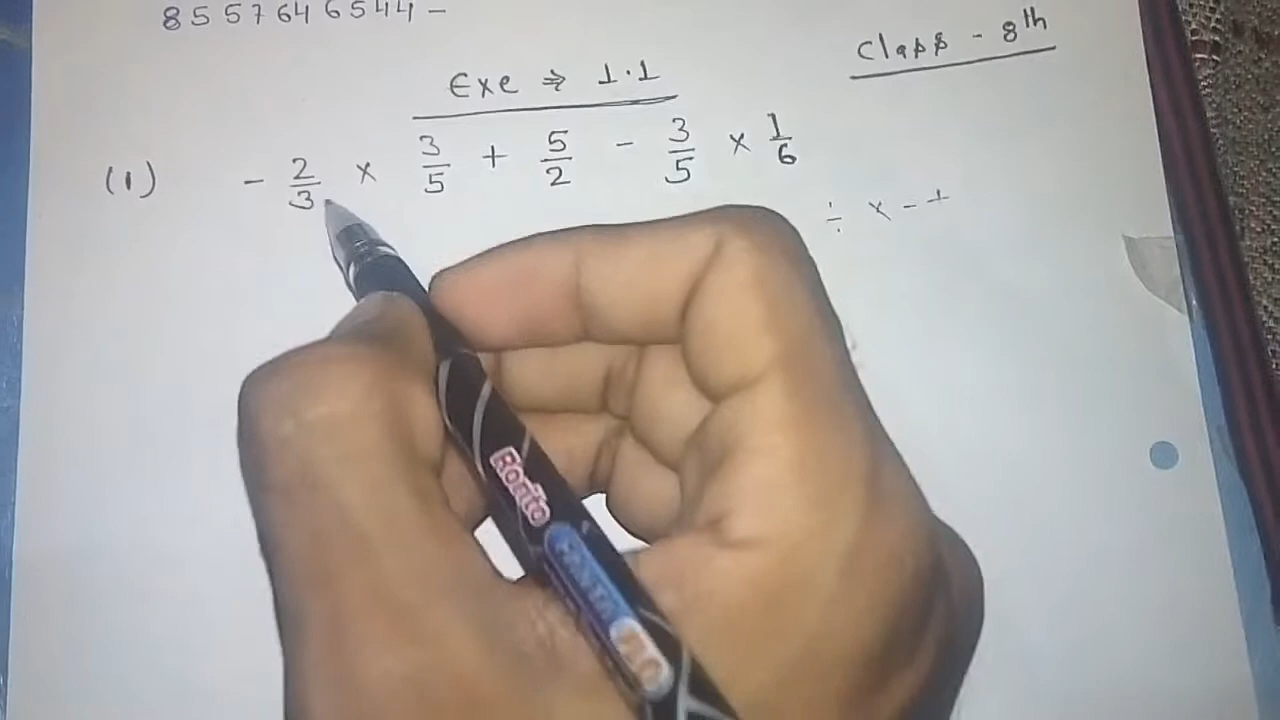 8557646544-
Class - 8th
Exe ⇒ 1.1
(1) - 2/3 × 3/5 + 5/2 - 3/5 × 1/6
÷ × - +
Rorito